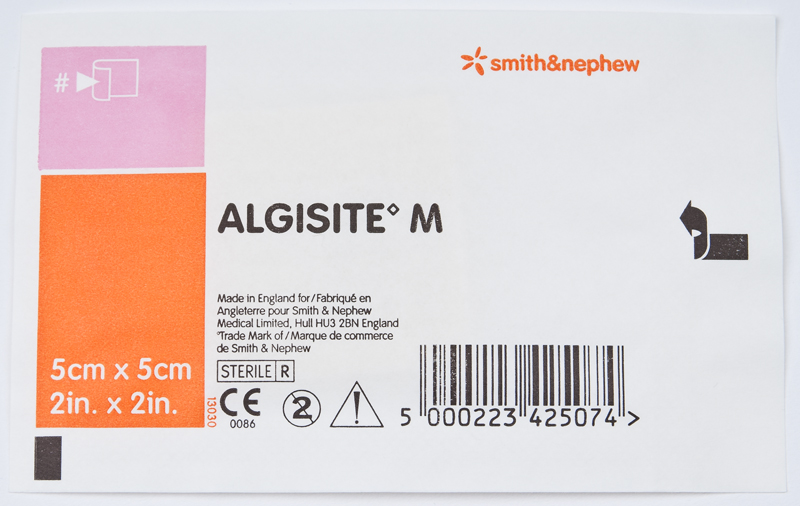 #
smith&nephew
ALGISITE◊ M
Made in England for/Fabriqué en
Angleterre pour Smith & Nephew
Medical Limited, Hull HU3 2BN England
◊Trade Mark of/Marque de commerce
de Smith & Nephew
5cm x 5cm
2in. x 2in.
STERILE R
13030
CE
0086
2
!
5 000223 425074 >